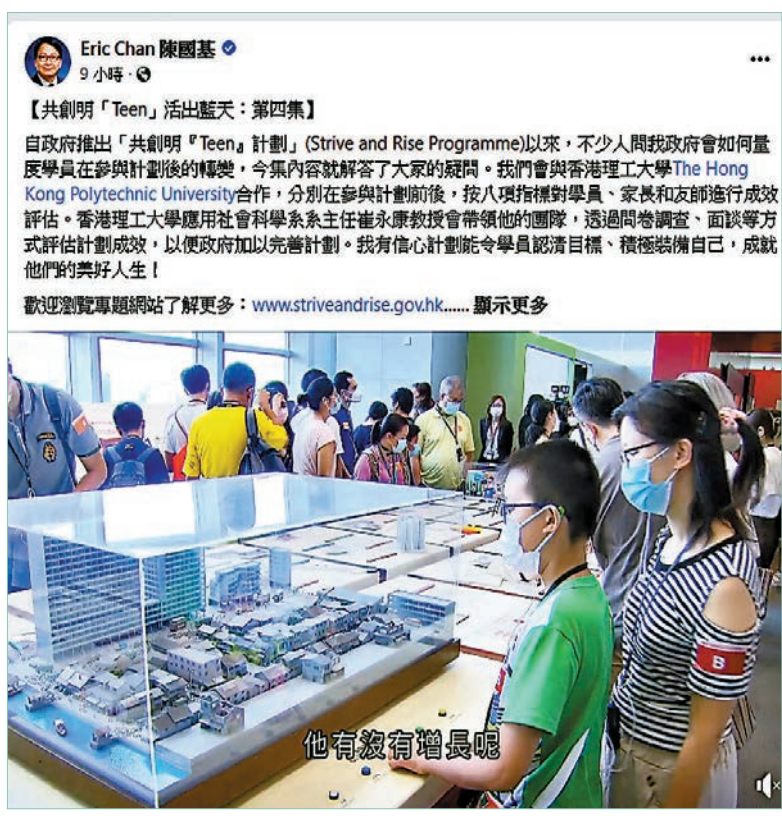 Eric Chan 陳國基
9 小時
【共創明「Teen」活出藍天：第四集】
自政府推出「共創明『Teen』計劃」(Strive and Rise Programme)以來，不少人問我政府會如何量
度學員在參與計劃後的轉變，今集內容就解答了大家的疑問。我們會與香港理工大學The Hong
Kong Polytechnic University合作，分別在參與計劃前後，按八項指標對學員、家長和友師進行成效
評估。香港理工大學應用社會科學系系主任崔永康教授會帶領他的團隊，透過問卷調查、面談等方
式評估計劃成效，以便政府加以完善計劃。我有信心計劃能令學員認清目標、積極裝備自己，成就
他們的美好人生！
歡迎瀏覽專題網站了解更多：www.striveandrise.gov.hk...... 顯示更多
B
他有沒有增長呢